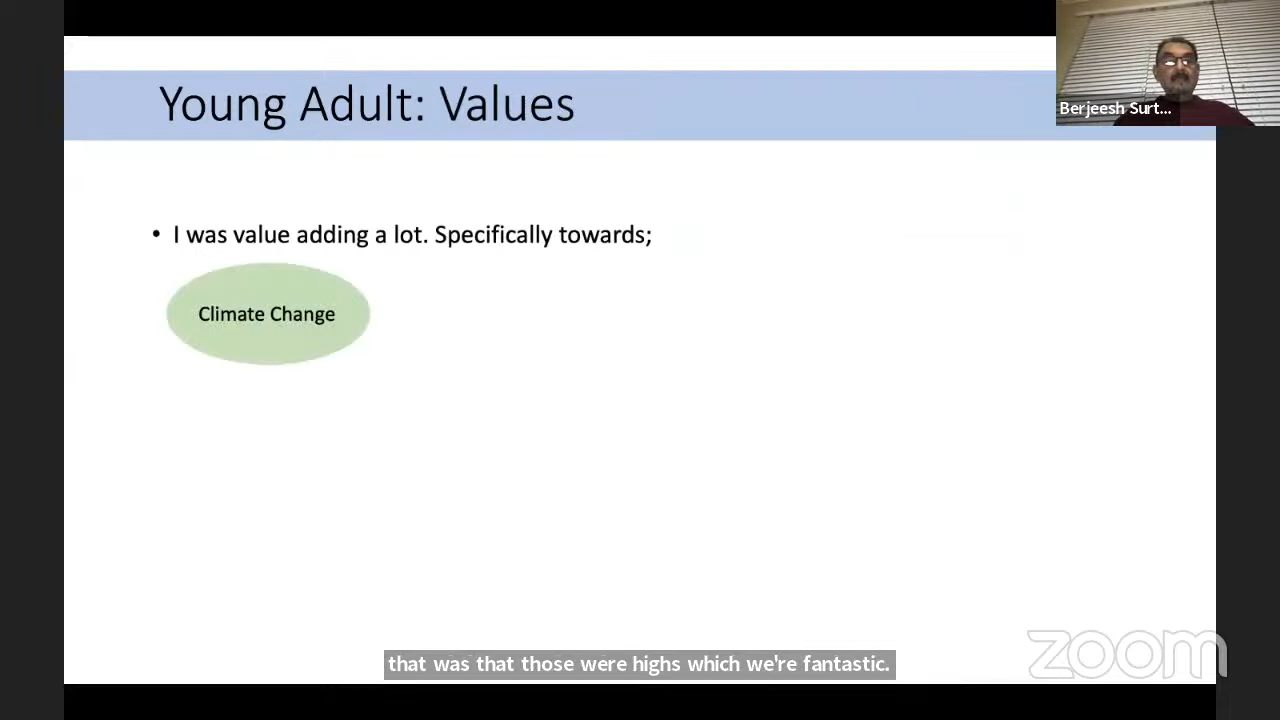 Young Adult: Values
Berjeesh Surt...
• I was value adding a lot. Specifically towards;
Climate Change
that was that those were highs which we're fantastic.
zoom